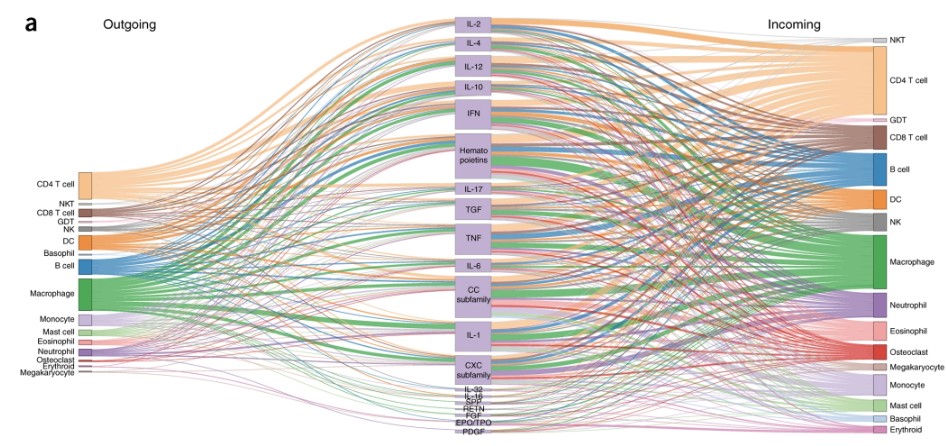 a
Outgoing
Incoming
CD4 T cell
NKT
CD8 T cell
GDT
NK
DC
Basophil
B cell
Macrophage
Monocyte
Mast cell
Eosinophil
Neutrophil
Osteoclast
Erythroid
Megakaryocyte
IL-2
IL-4
IL-12
IL-10
IFN
Hemato
poietins
IL-17
TGF
TNF
IL-6
CC
subfamily
IL-1
CXC
subfamily
IL-32
IL-16
SPP
RETN
FGF
EPO/TPO
PDGF
NKT
CD4 T cell
GDT
CD8 T cell
B cell
DC
NK
Macrophage
Neutrophil
Eosinophil
Osteoclast
Megakaryocyte
Monocyte
Mast cell
Basophil
Erythroid